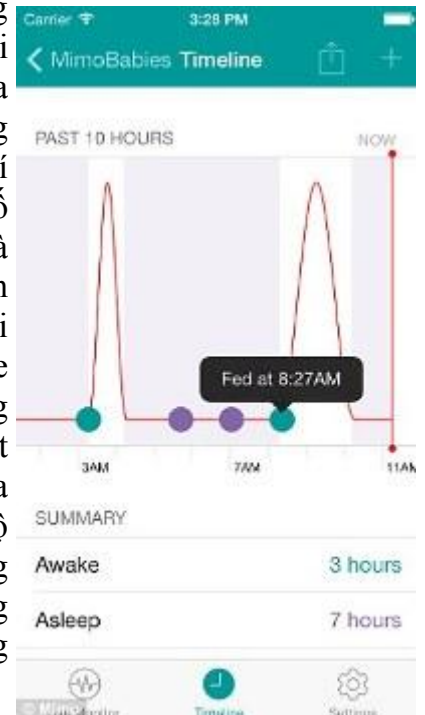 g
i
a
g
í
ố
à
n
i
e
g
t
a
ộ
g
g
g
Carrier 3:28 PM
MimoBabies Timeline +
PAST 10 HOURS NOW
Fed at 8:27AM
3AM 7AM 11AM
SUMMARY
Awake 3 hours
Asleep 7 hours
Timeline Settings